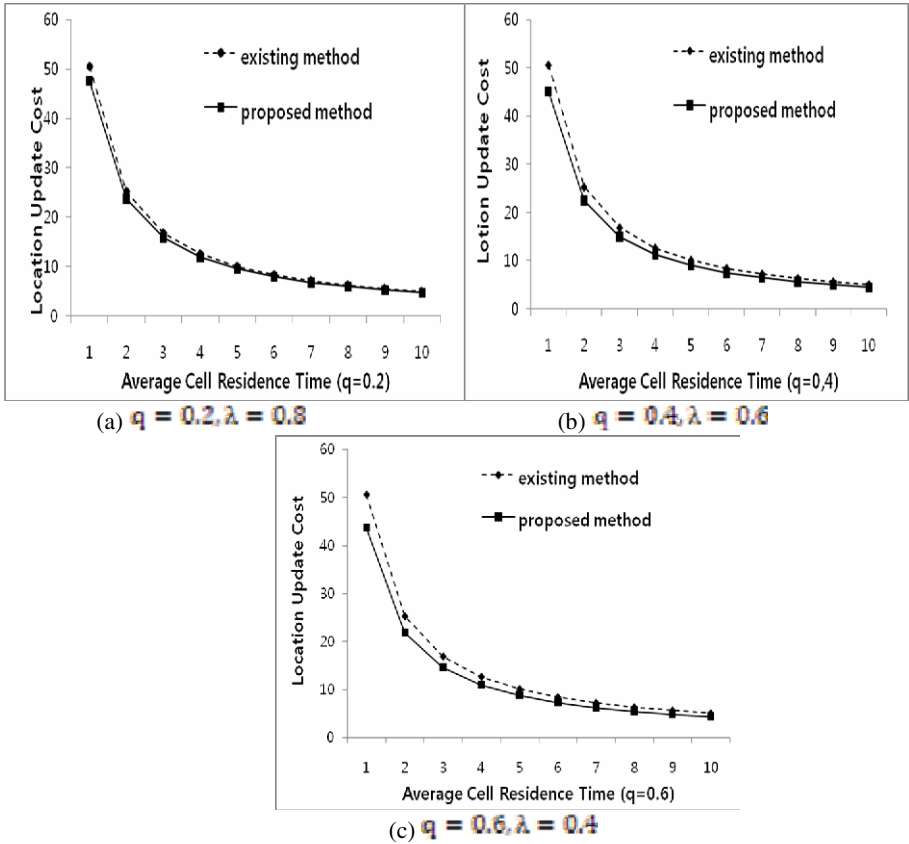 60
50
40
30
20
10
0
Location Update Cost
existing method
proposed method
1 2 3 4 5 6 7 8 9 10
Average Cell Residence Time (q=0.2)
(a) q = 0.2, λ = 0.8
60
50
40
30
20
10
0
Lotion Update Cost
existing method
proposed method
1 2 3 4 5 6 7 8 9 10
Average Cell Residence Time (q=0,4)
(b) q = 0.4, λ = 0.6
60
50
40
30
20
10
0
Location Update Cost
existing method
proposed method
1 2 3 4 5 6 7 8 9 10
Average Cell Residence Time (q=0.6)
(c) q = 0.6, λ = 0.4